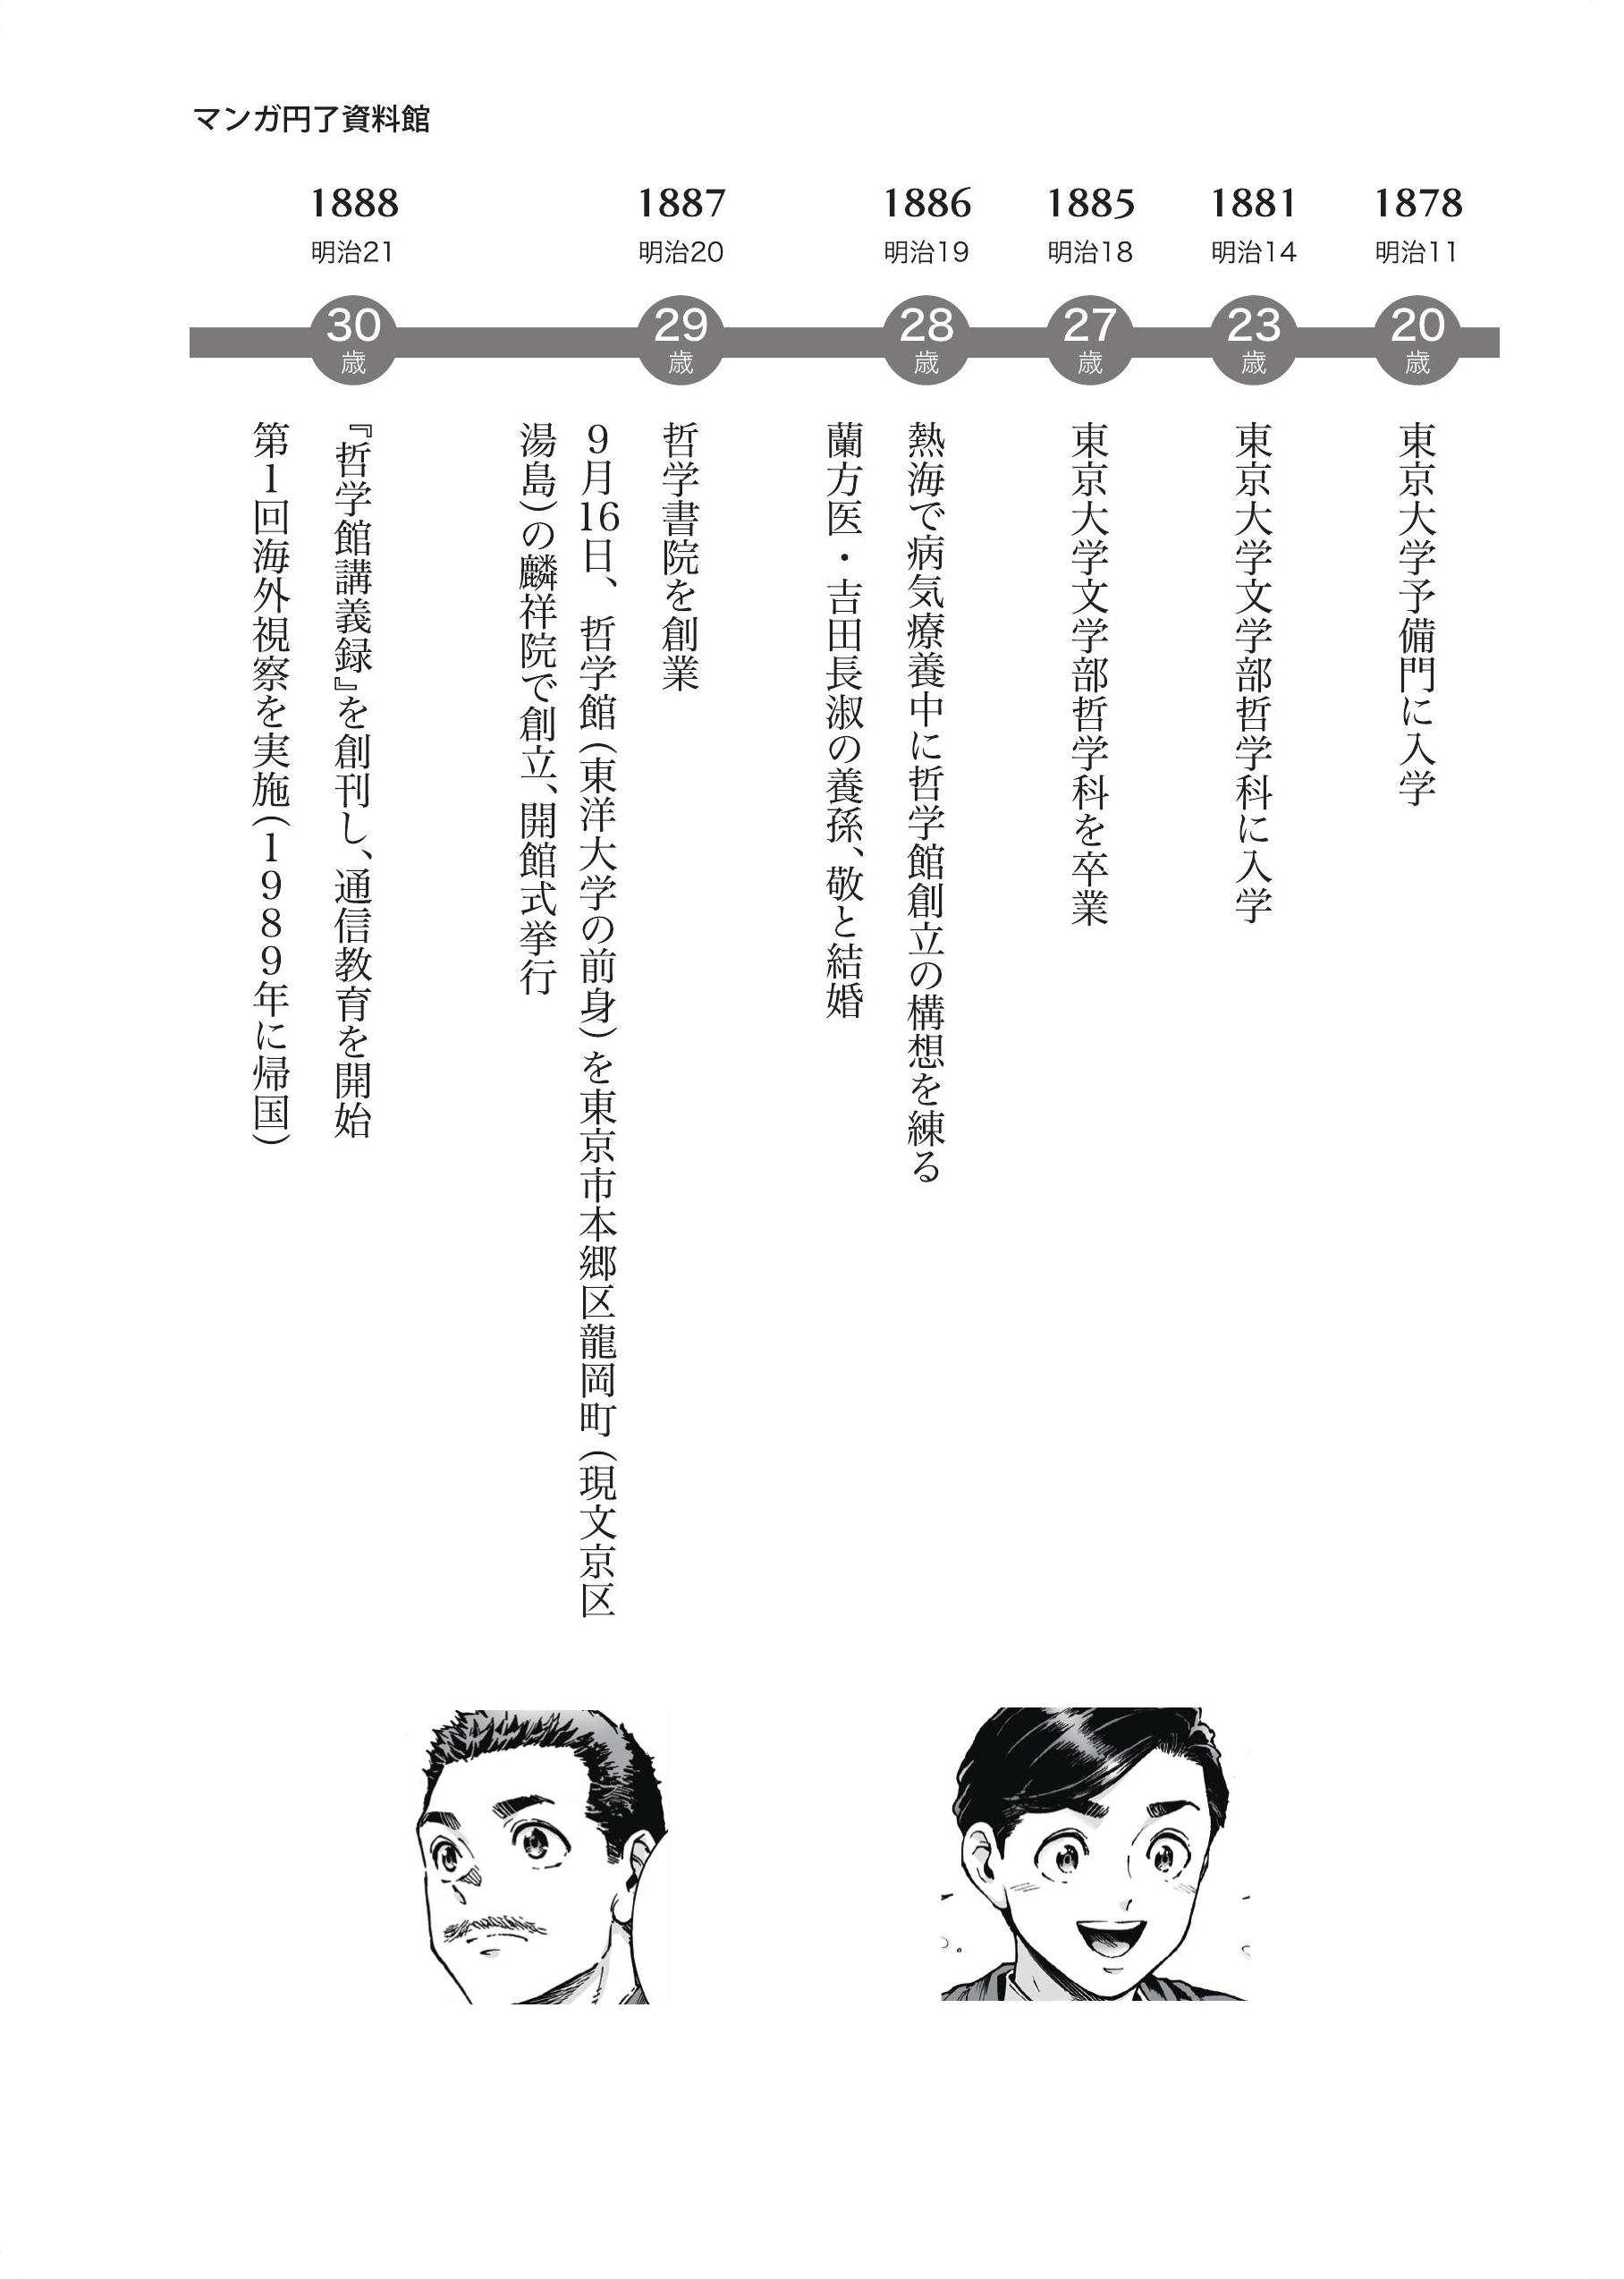 マンガ円了資料館
1878
明治11
20
歳
東京大学予備門に入学
1881
明治14
23
歳
東京大学文学部哲学科に入学
1885
明治18
27
歳
東京大学文学部哲学科を卒業
1886
明治19
28
歳
熱海で病気療養中に哲学館創立の構想を練る
蘭方医・吉田長淑の養孫、敬と結婚
1887
明治20
29
歳
哲学書院を創業
9月16日、哲学館(東洋大学の前身)を東京市本郷区龍岡町(現文京区
湯島)の麟祥院で創立、開館式挙行
1888
明治21
30
歳
『哲学館講義録』を創刊し、通信教育を開始
第1回海外視察を実施(1989年に帰国)